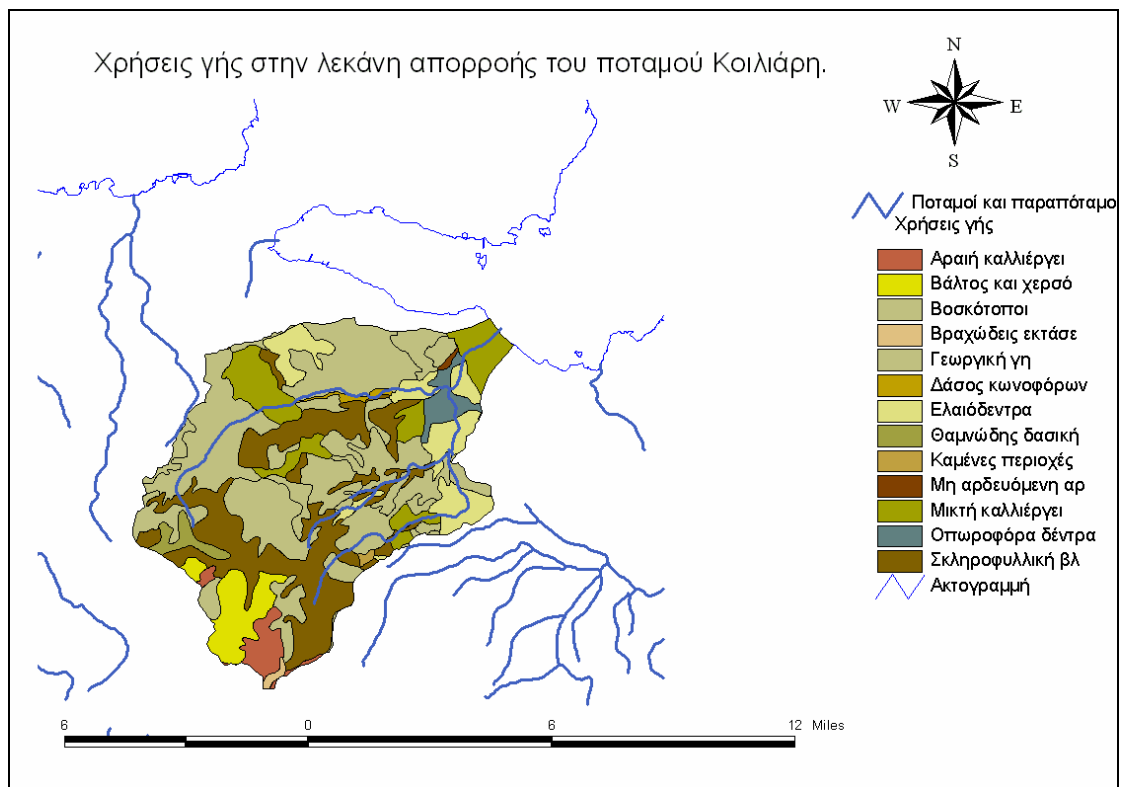 Χρήσεις γής στην λεκάνη απορροής του ποταμού Κοιλιάρη.
N
W E
S
Ποταμοί και παραπόταμο
Χρήσεις γής
Αραιή καλλιέργει
Βάλτος και χερσό
Βοσκότοποι
Βραχώδεις εκτάσε
Γεωργική γη
Δάσος κωνοφόρων
Ελαιόδεντρα
Θαμνώδης δασική
Καμένες περιοχές
Μη αρδευόμενη αρ
Μικτή καλλιέργει
Οπωροφόρα δέντρα
Σκληροφυλλική βλ
Ακτογραμμή
6 0 6 12 Miles